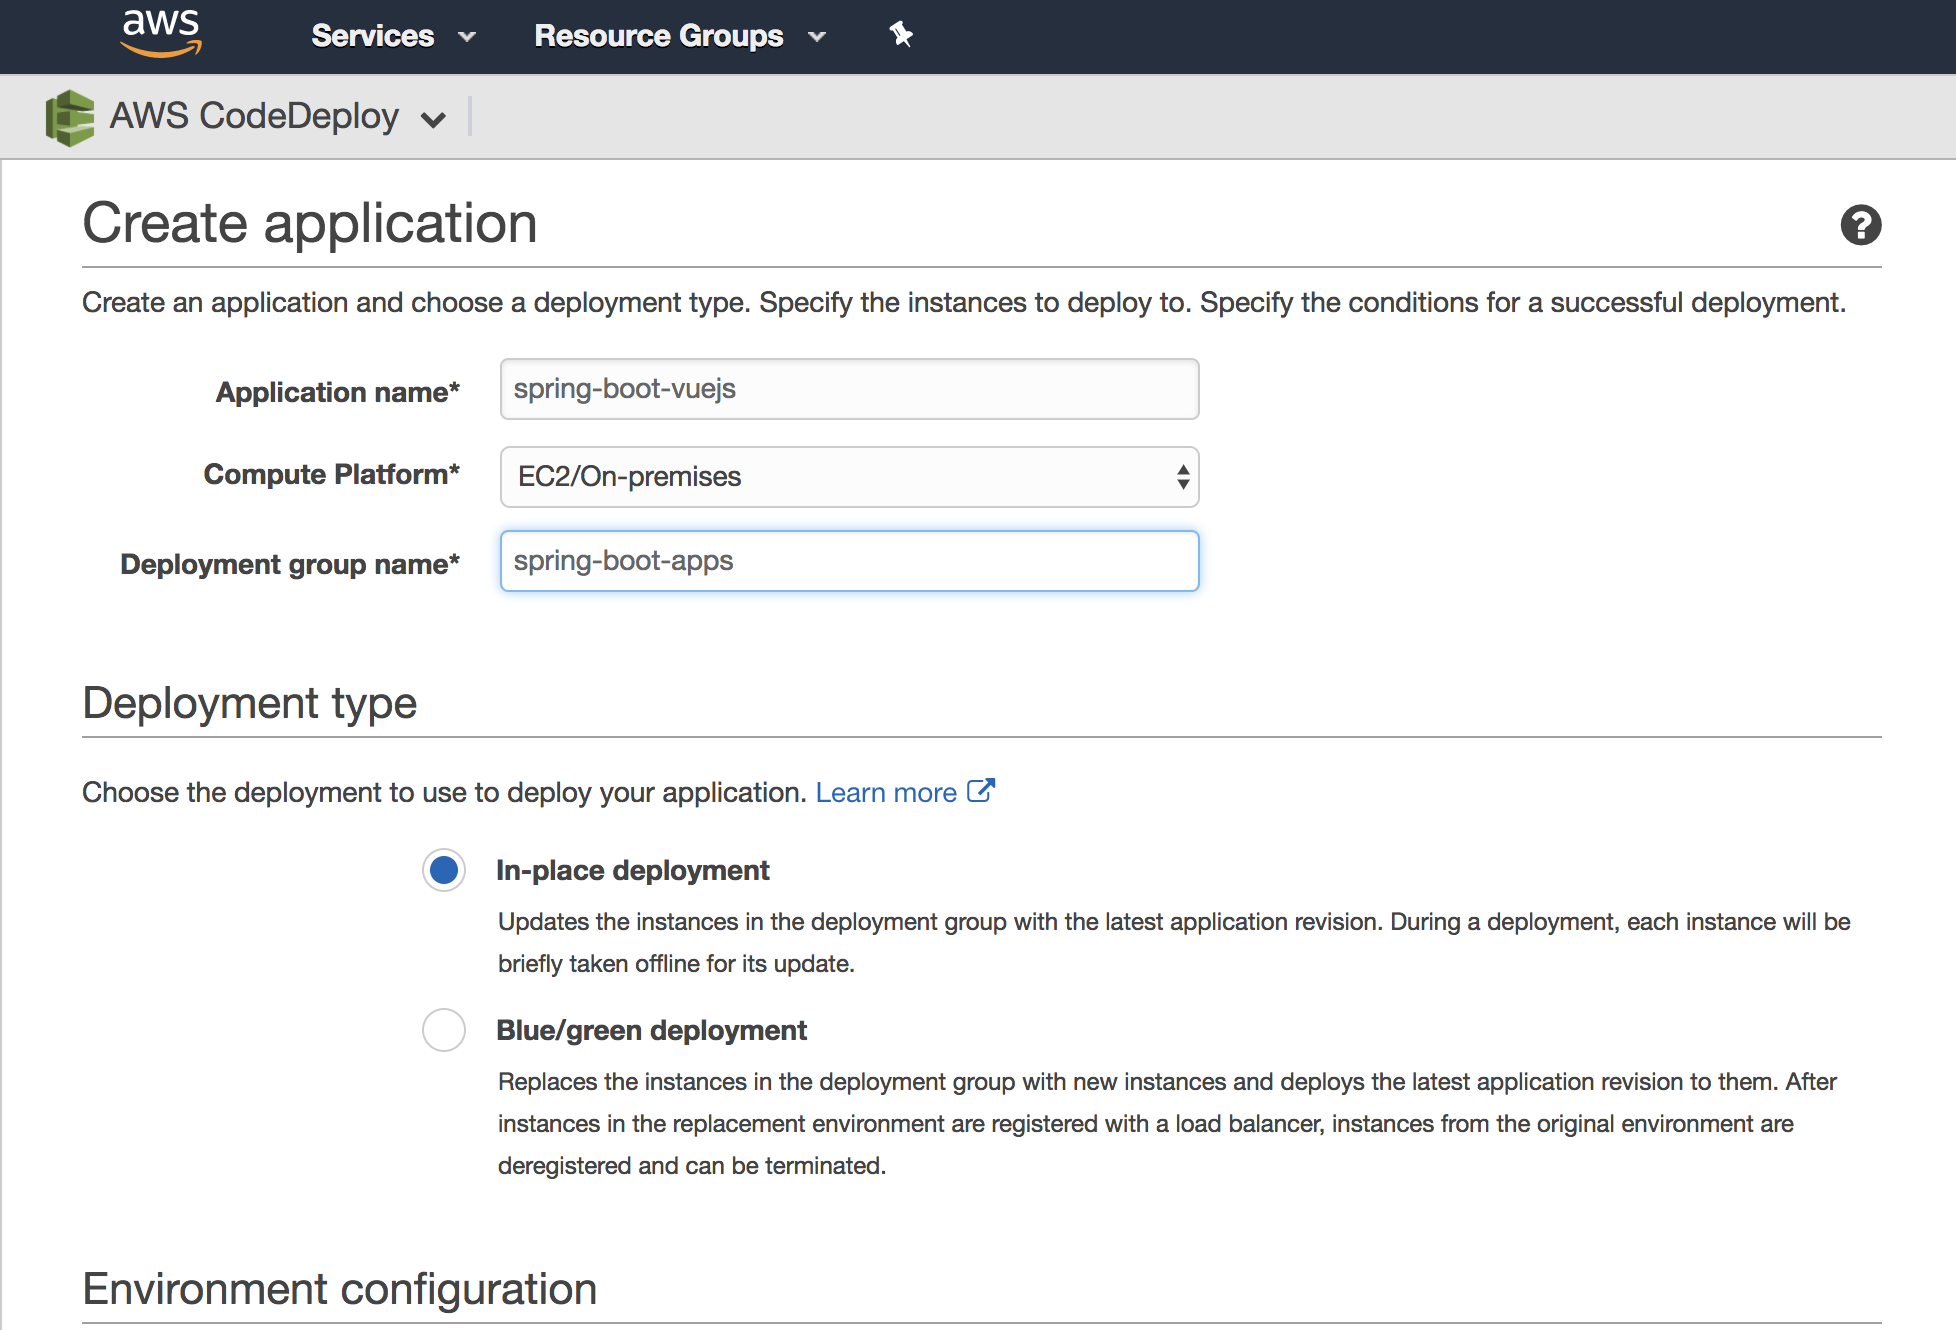 aws Services Resource Groups
AWS CodeDeploy
Create application
Create an application and choose a deployment type. Specify the instances to deploy to. Specify the conditions for a successful deployment.
Application name* spring-boot-vuejs
Compute Platform* EC2/On-premises
Deployment group name* spring-boot-apps
Deployment type
Choose the deployment to use to deploy your application. Learn more
In-place deployment
Updates the instances in the deployment group with the latest application revision. During a deployment, each instance will be
briefly taken offline for its update.
Blue/green deployment
Replaces the instances in the deployment group with new instances and deploys the latest application revision to them. After
instances in the replacement environment are registered with a load balancer, instances from the original environment are
deregistered and can be terminated.
Environment configuration